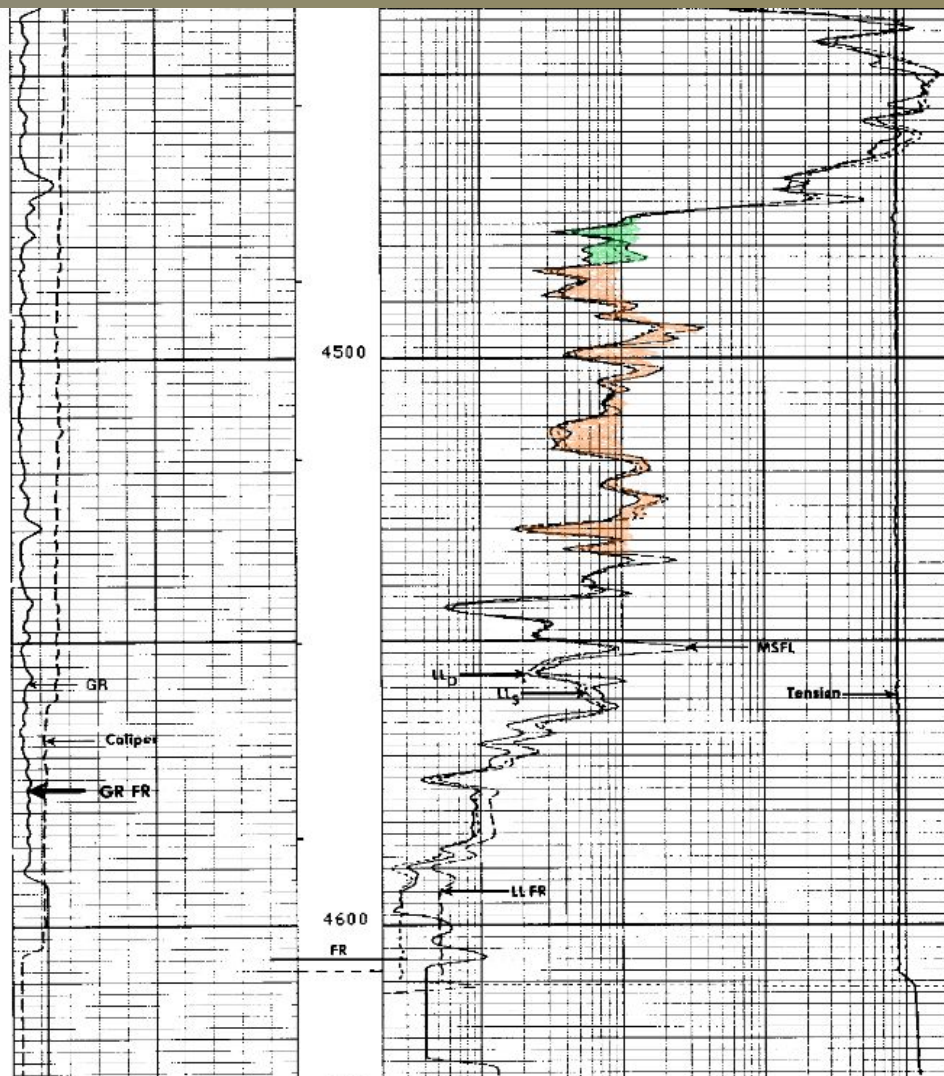 4500
MSFL
LLD
LLS
Tension
GR
Caliper
GR FR
LL FR
4600
FR